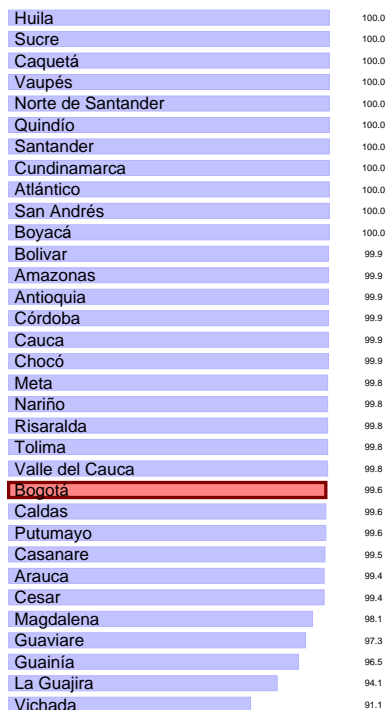 Huila 100.0
Sucre 100.0
Caquetá 100.0
Vaupés 100.0
Norte de Santander 100.0
Quindío 100.0
Santander 100.0
Cundinamarca 100.0
Atlántico 100.0
San Andrés 100.0
Boyacá 100.0
Bolivar 99.9
Amazonas 99.9
Antioquia 99.9
Córdoba 99.9
Cauca 99.9
Chocó 99.9
Meta 99.8
Nariño 99.8
Risaralda 99.8
Tolima 99.8
Valle del Cauca 99.8
Bogotá 99.6
Caldas 99.6
Putumayo 99.6
Casanare 99.5
Arauca 99.4
Cesar 99.4
Magdalena 98.1
Guaviare 97.3
Guainía 96.5
La Guajira 94.1
Vichada 91.1